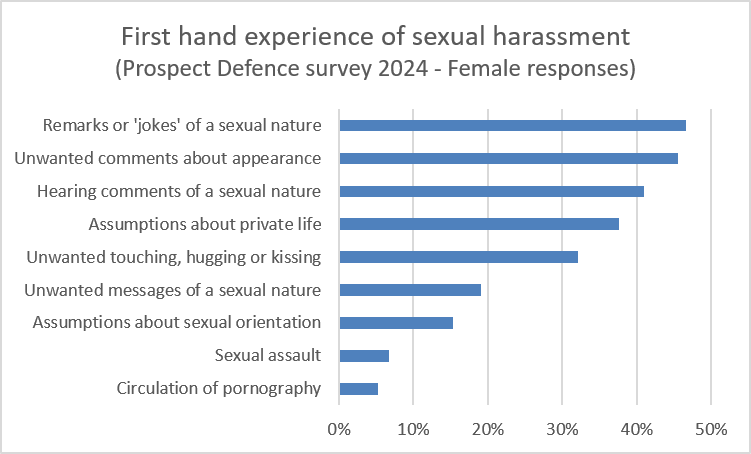 First hand experience of sexual harassment
(Prospect Defence survey 2024 - Female responses)
Remarks or 'jokes' of a sexual nature
Unwanted comments about appearance
Hearing comments of a sexual nature
Assumptions about private life
Unwanted touching, hugging or kissing
Unwanted messages of a sexual nature
Assumptions about sexual orientation
Sexual assault
Circulation of pornography
0% 10% 20% 30% 40% 50%